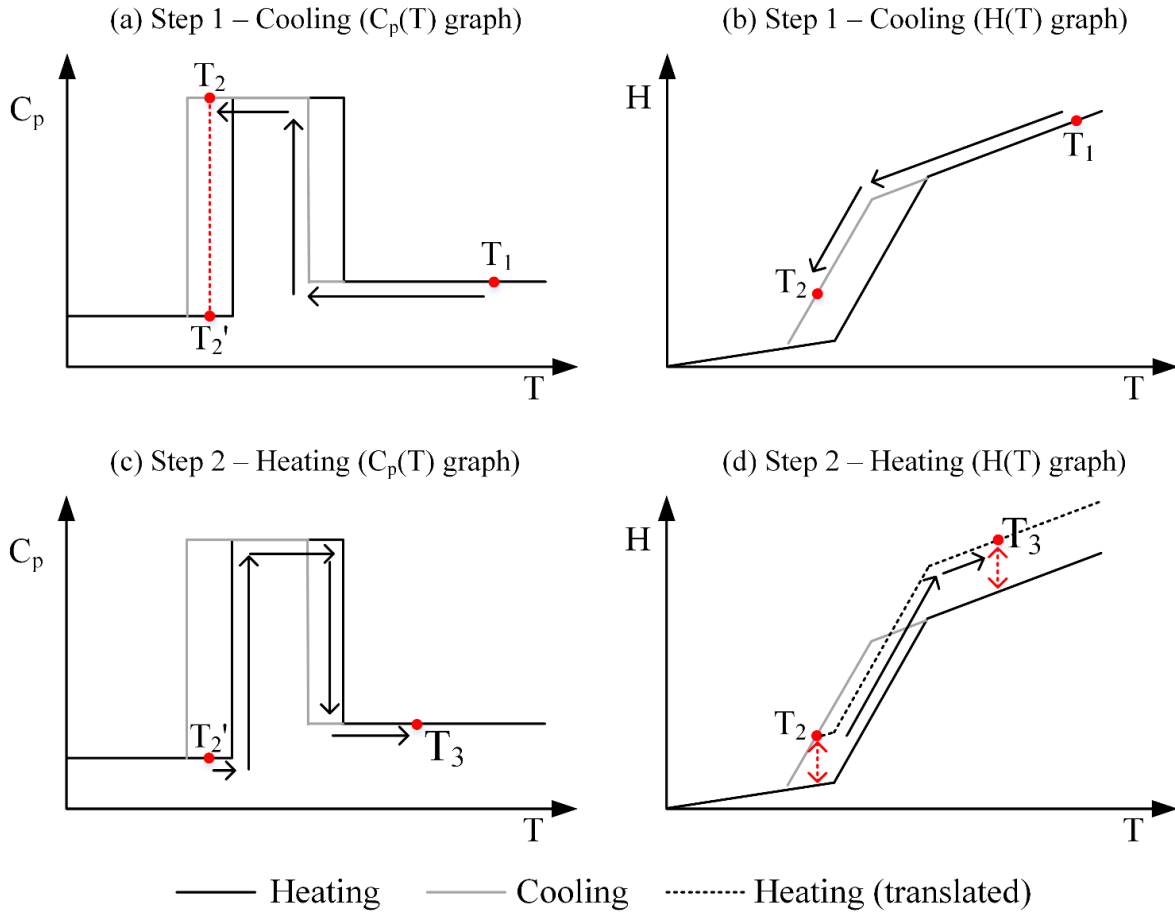 (a) Step 1 – Cooling (Cₚ(T) graph)
(b) Step 1 – Cooling (H(T) graph)
Cₚ
T₂
T₁
T₂'
T
H
T₁
T₂
T
(c) Step 2 – Heating (Cₚ(T) graph)
(d) Step 2 – Heating (H(T) graph)
Cₚ
T₂'
T₃
T
H
T₃
T₂
T
Heating
Cooling
Heating (translated)